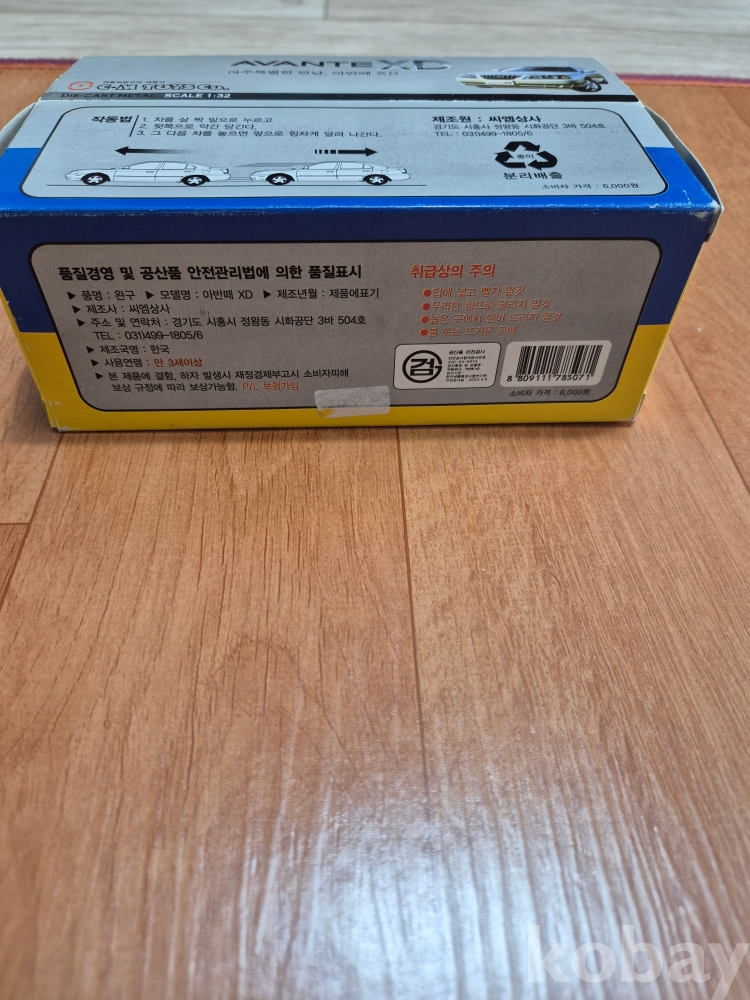 AVANTE XD
아주특별한 만남, 아반떼 XD
C-M TOYS Co.
DIE-CAST METAL SCALE 1:32
작동법
1. 차를 살짝 밑으로 누르고
2. 뒷쪽으로 약간 당긴다.
3. 그 다음 차를 놓으면 앞으로 힘차게 달려 나간다.
제조원 : 씨엠상사
경기도 시흥시 정왕동 시화공단 3바 504호
TEL : 031)499-1805/6
종이
분리배출
소비자 가격 : 6,000원
품질경영 및 공산품 안전관리법에 의한 품질표시
▶ 품명 : 완구 ▶ 모델명 : 아반떼 XD ▶ 제조년월 : 제품에표기
▶ 제조사 : 씨엠상사
▶ 주소 및 연락처 : 경기도 시흥시 정왕동 시화공단 3바 504호
TEL : 031)499-1805/6
▶ 제조국명 : 한국
▶ 사용연령 : 만 3세이상
▶ 본 제품에 결함, 하자 발생시 재정경제부고시 소비자피해
보상 규정에 따라 보상가능함, P/L 보험가입
취급상의 주의
●입에 넣고 빨지 말것
●무리한 힘으로 굴리지 말것
●높은 곳에서 떨어 뜨리지 말것
●불 또는 뜨거운 곳에
검
공산품 안전검사
8 809111 785071
소비자 가격 : 6,000원
kobay